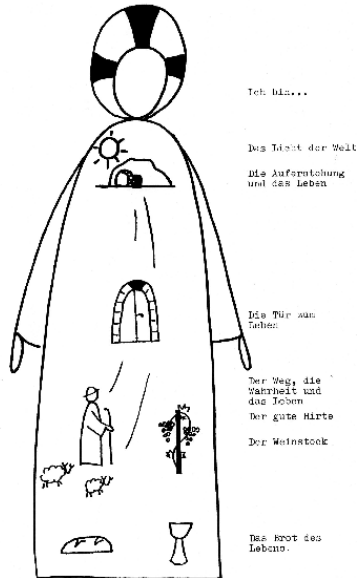 Ich bin...
Das Licht der Welt
Die Auferstehung
und das Leben
Die Tür zum
Leben
Der Weg, die
Wahrheit und
das Leben
Der gute Hirte
Der Weinstock
Das Brot des
Lebens.